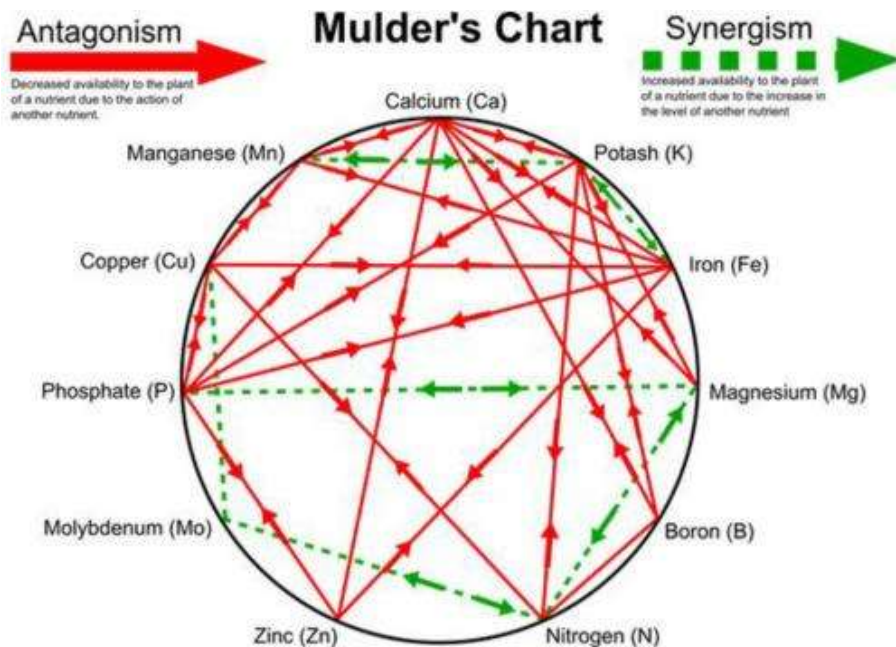 Antagonism
Mulder's Chart
Synergism
Decreased availability to the plant
of a nutrient due to the action of
another nutrient.
Increased availability to the plant
of a nutrient due to the increase in
the level of another nutrient
Calcium (Ca)
Manganese (Mn)
Potash (K)
Copper (Cu)
Iron (Fe)
Phosphate (P)
Magnesium (Mg)
Molybdenum (Mo)
Boron (B)
Zinc (Zn)
Nitrogen (N)